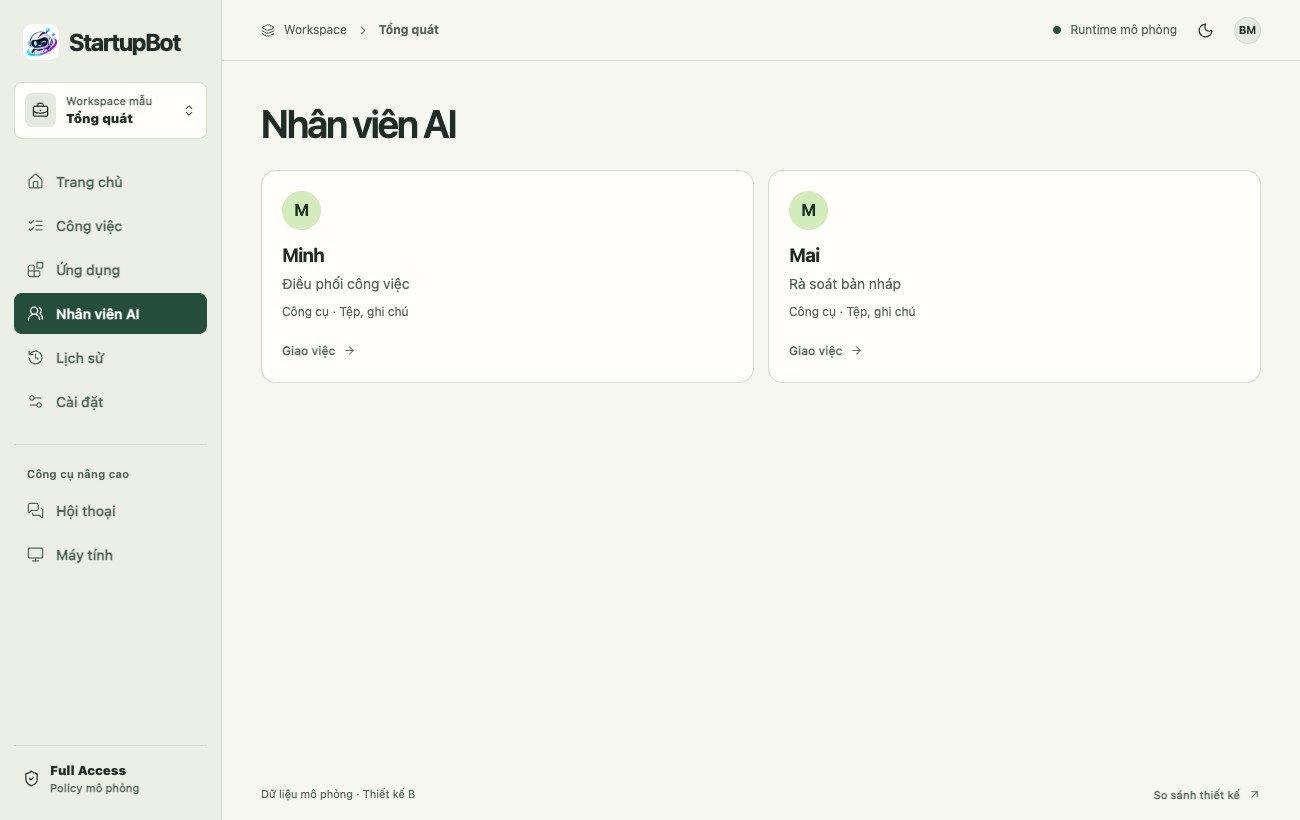 StartupBot
Workspace mẫu
Tổng quát
Trang chủ
Công việc
Ứng dụng
Nhân viên AI
Lịch sử
Cài đặt
Công cụ nâng cao
Hội thoại
Máy tính
Full Access
Policy mô phỏng
Workspace > Tổng quát
Runtime mô phỏng
BM
Nhân viên AI
M
Minh
Điều phối công việc
Công cụ · Tệp, ghi chú
Giao việc →
M
Mai
Rà soát bản nháp
Công cụ · Tệp, ghi chú
Giao việc →
Dữ liệu mô phỏng · Thiết kế B
So sánh thiết kế ↗